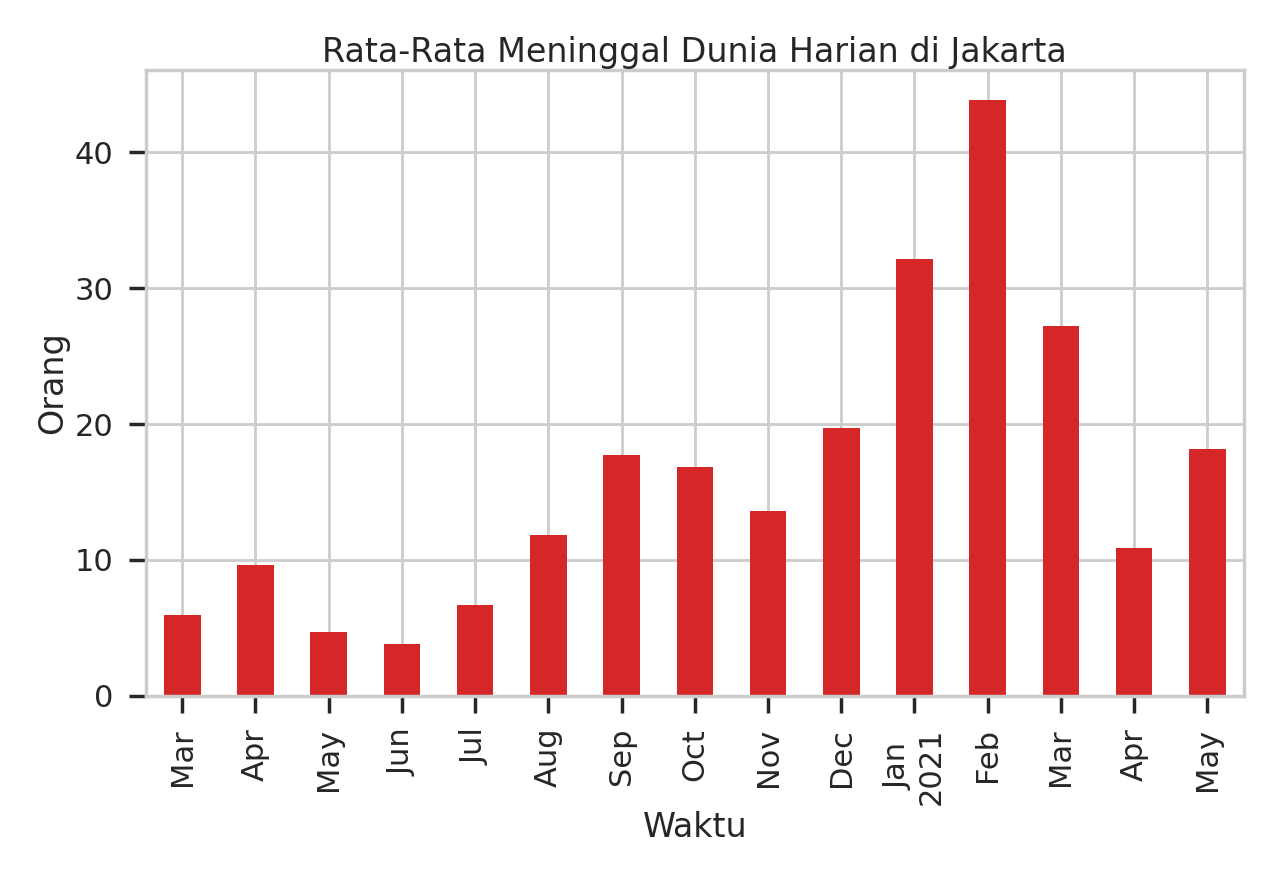 Rata-Rata Meninggal Dunia Harian di Jakarta
Orang
40
30
20
10
0
Mar
Apr
May
Jun
Jul
Aug
Sep
Oct
Nov
Dec
Jan
2021
Feb
Mar
Apr
May
Waktu